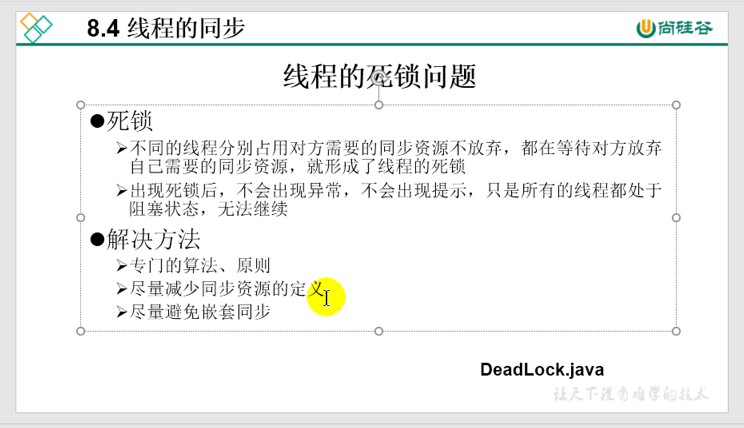 8.4 线程的同步
尚硅谷
线程的死锁问题
●死锁
➢不同的线程分别占用对方需要的同步资源不放弃，都在等待对方放弃
自己需要的同步资源，就形成了线程的死锁
➢出现死锁后，不会出现异常，不会出现提示，只是所有的线程都处于
阻塞状态，无法继续
●解决方法
➢专门的算法、原则
➢尽量减少同步资源的定义
➢尽量避免嵌套同步
DeadLock.java
让天下没有难学的技术